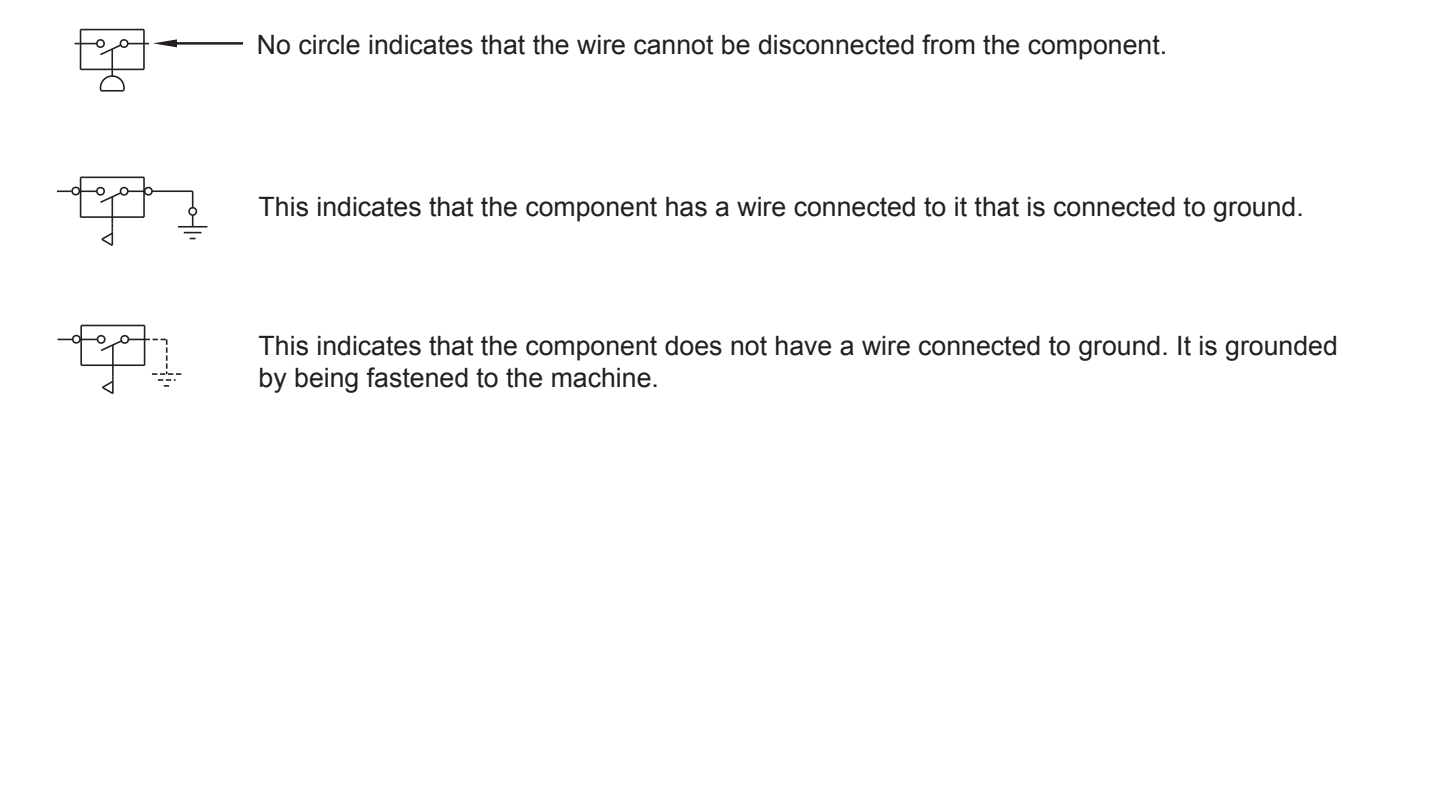 No circle indicates that the wire cannot be disconnected from the component.
This indicates that the component has a wire connected to it that is connected to ground.
This indicates that the component does not have a wire connected to ground. It is grounded
by being fastened to the machine.